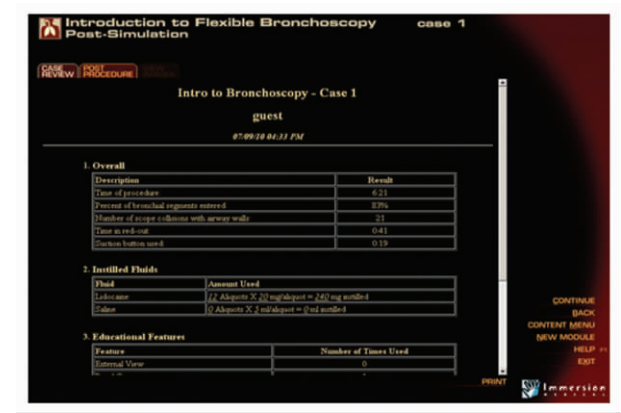 Introduction to Flexible Bronchoscopy case 1
Post-Simulation
CASE REVIEW
POST PROCEDURE
Intro to Bronchoscopy - Case 1
guest
07/09/10 04:33 PM
1. Overall
Description Result
Time of procedure 6:21
Percent of bronchial segments entered 83%
Number of scope collisions with airway walls 21
Time in red-out 0:41
Suction button used 0:19
2. Instilled Fluids
Fluid Amount Used
Lidocaine 12 Aliquots X 20 mg/aliquot = 240 mg instilled
Saline 0 Aliquots X 5 ml/aliquot = 0 ml instilled
3. Educational Features
Feature Number of Times Used
External View 0
CONTINUE
BACK
CONTENT MENU
NEW MODULE
HELP
EXIT
PRINT
Immersion
MEDICAL